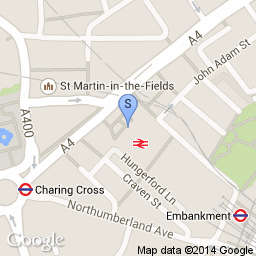 A4
John Adam St
St Martin-in-the-Fields
S
A400
A4
Hungerford Ln
Charing Cross
Craven St
Northumberland Ave
Embankment
Google
Map data ©2014 Google